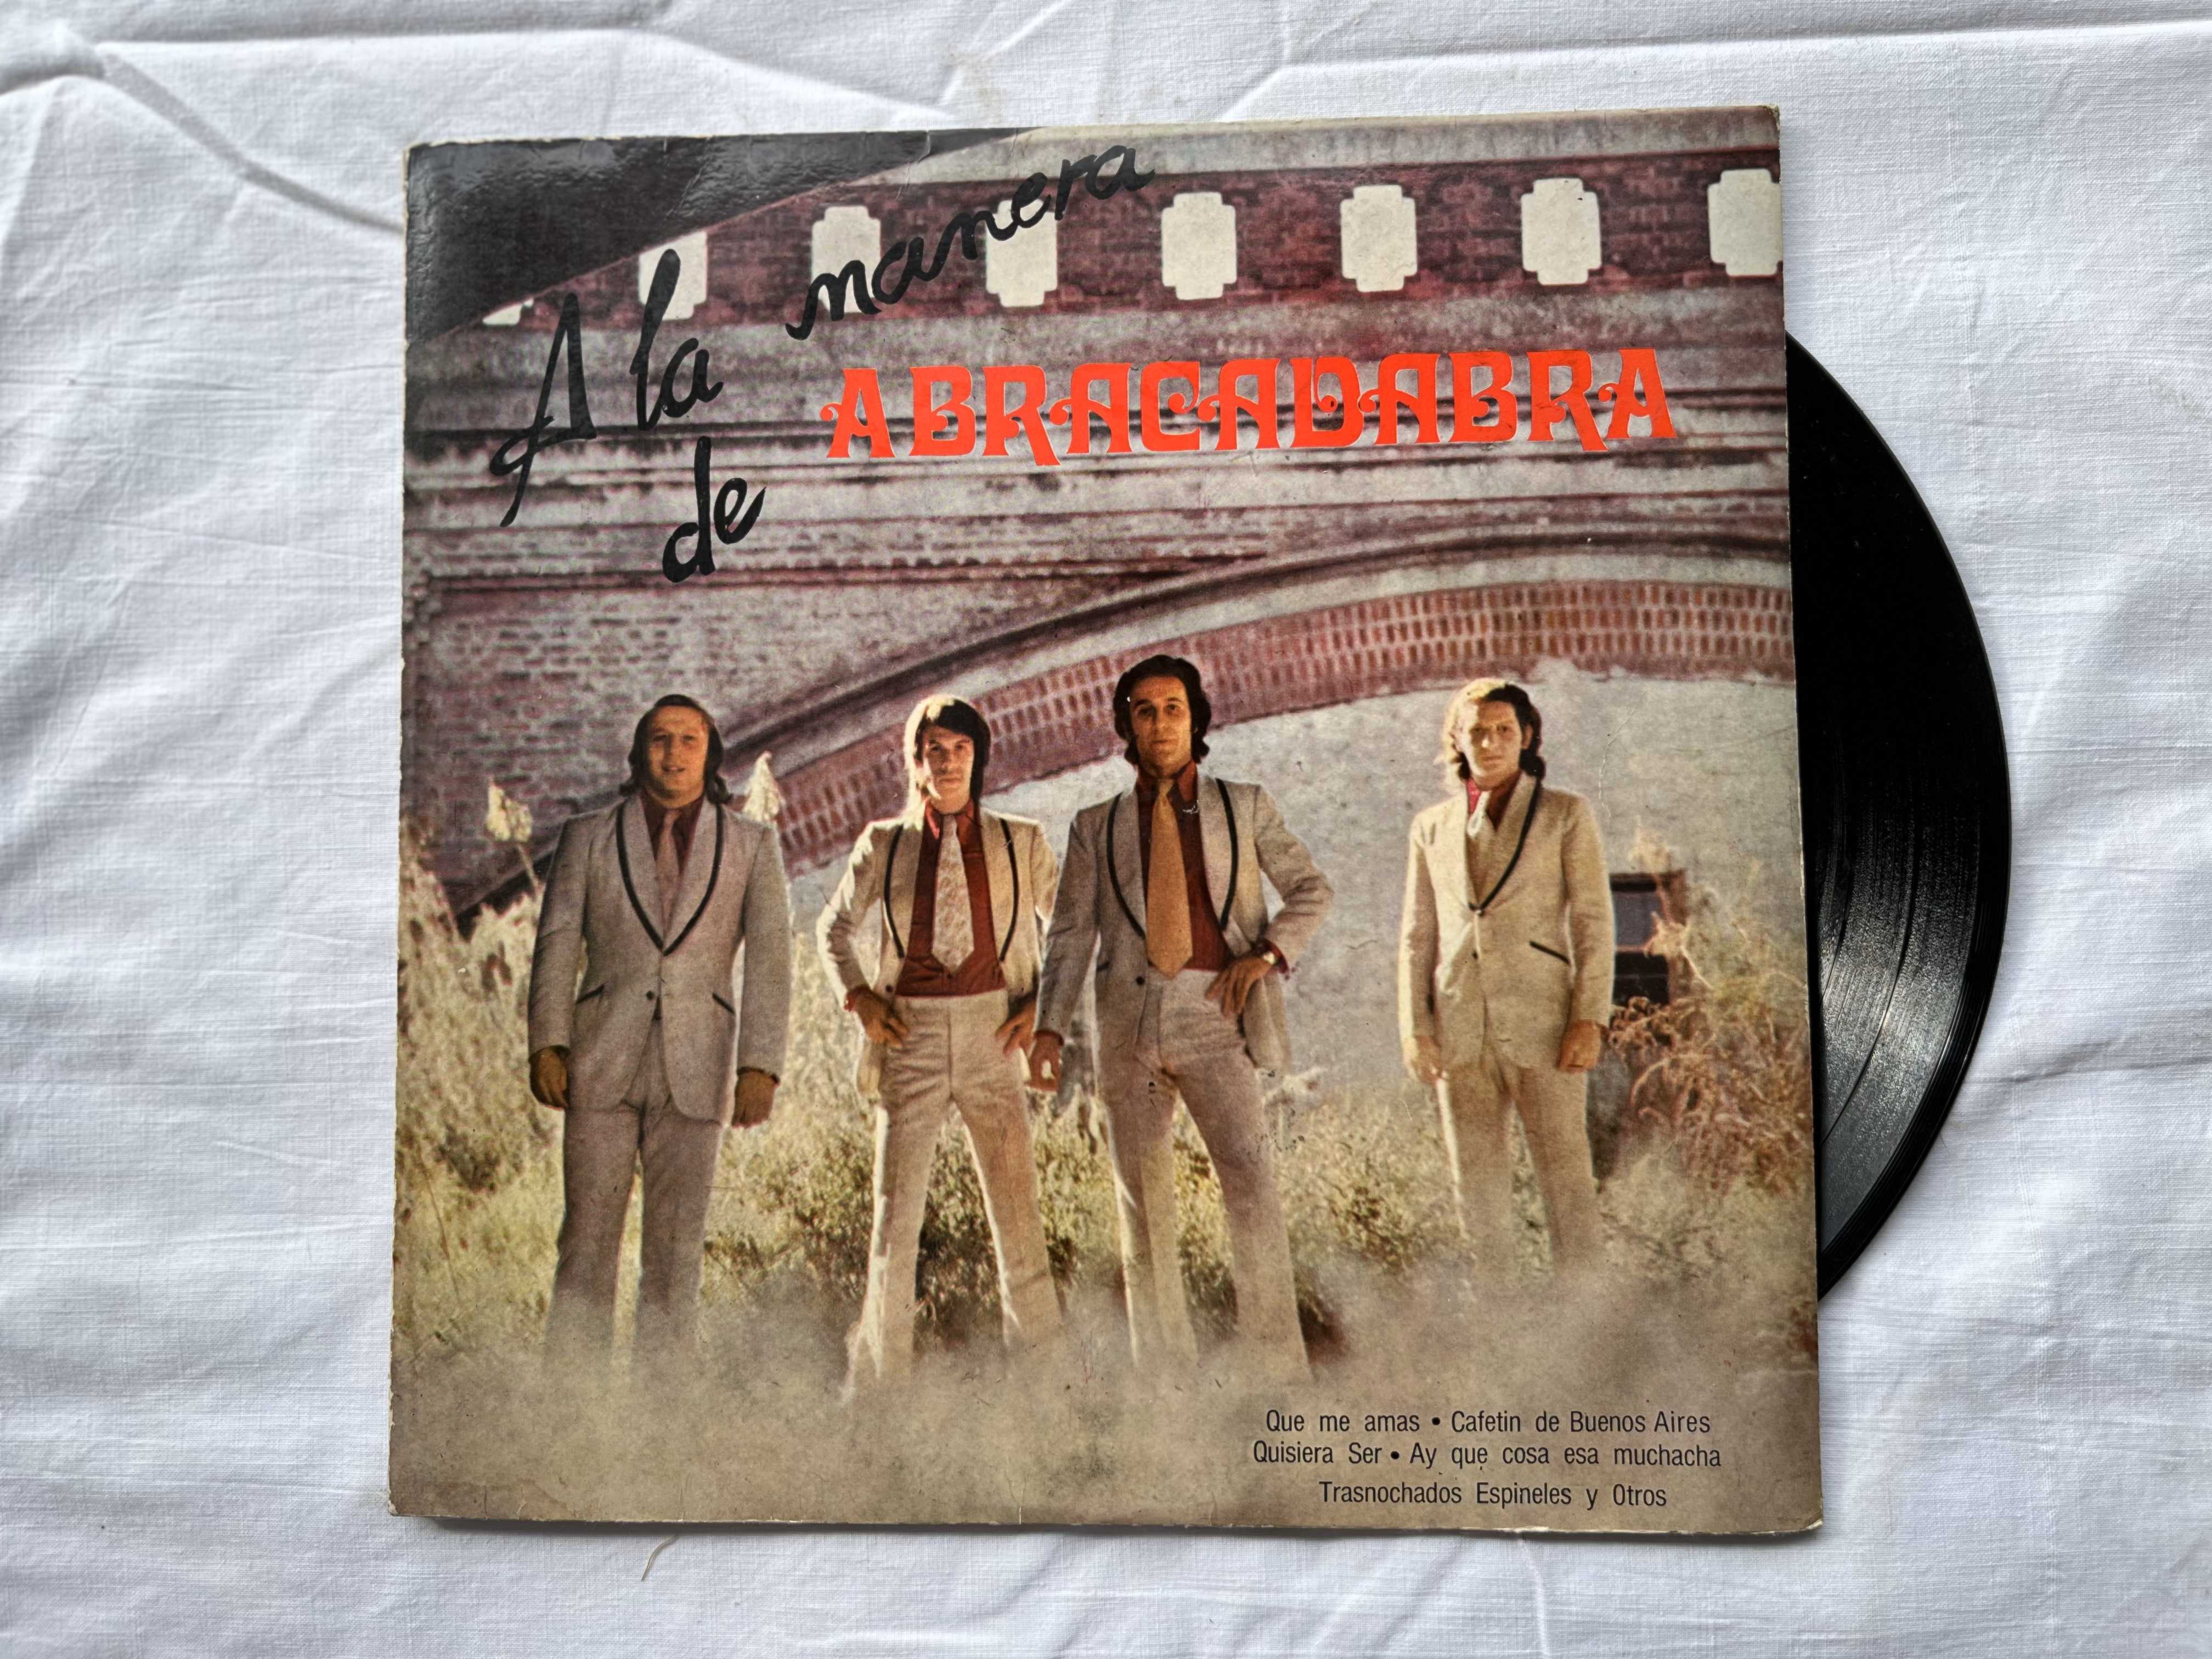 A la manera
de ABRACADABRA
Que me amas • Cafetin de Buenos Aires
Quisiera Ser • Ay que cosa esa muchacha
Trasnochados Espineles y Otros